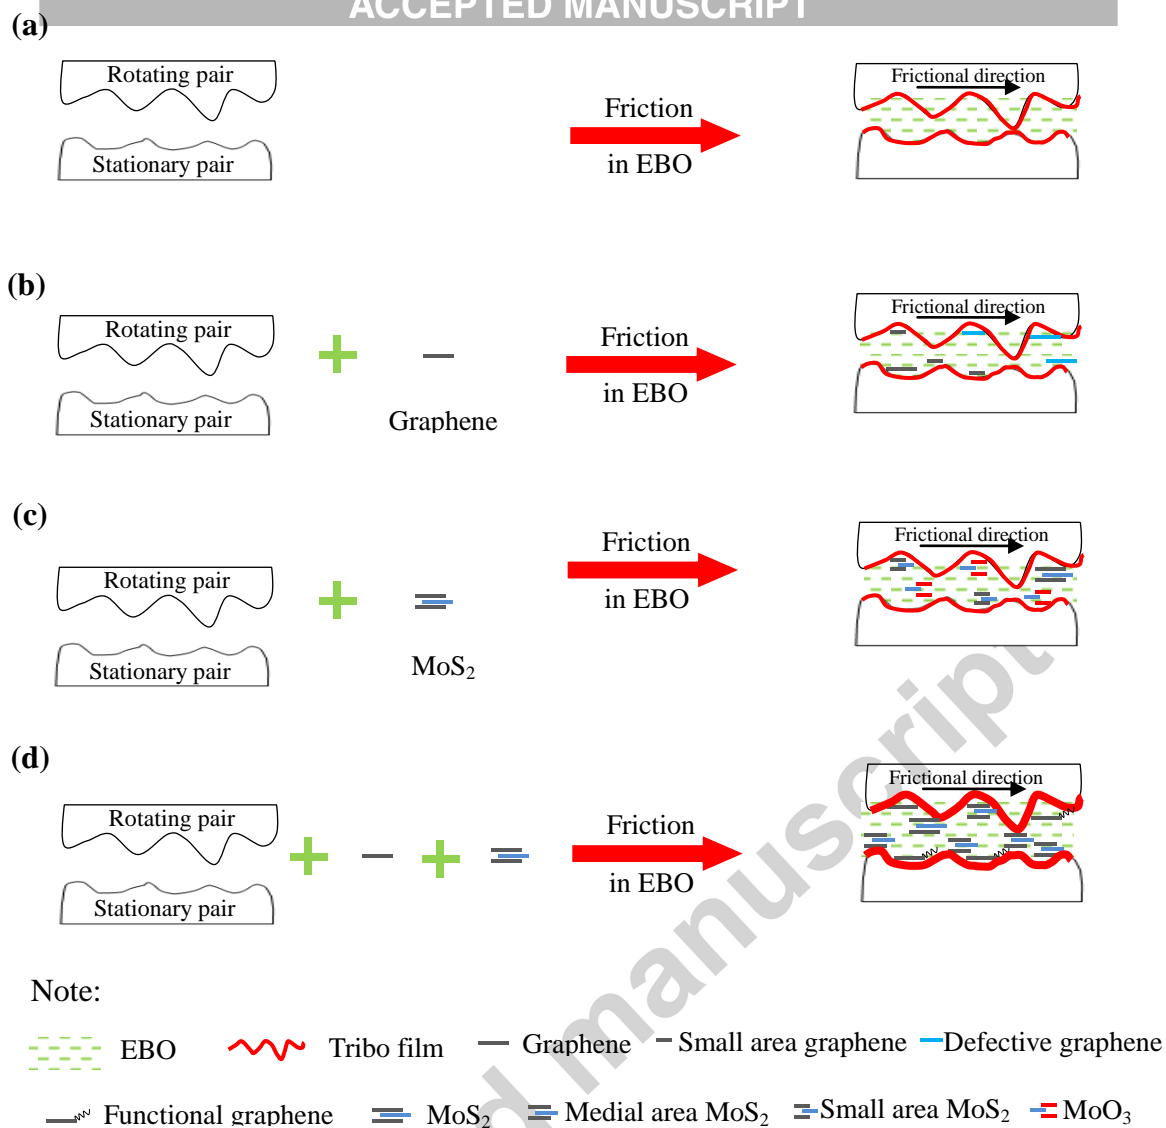 ACCEPTED MANUSCRIPT
(a)
Rotating pair
Stationary pair
Friction
in EBO
Frictional direction
(b)
Rotating pair
Stationary pair
Graphene
Friction
in EBO
Frictional direction
(c)
Rotating pair
Stationary pair
MoS₂
Friction
in EBO
Frictional direction
(d)
Rotating pair
Stationary pair
Friction
in EBO
Frictional direction
Note:
EBO Tribo film Graphene Small area graphene Defective graphene
Functional graphene MoS₂ Medial area MoS₂ Small area MoS₂ MoO₃
d manuscript